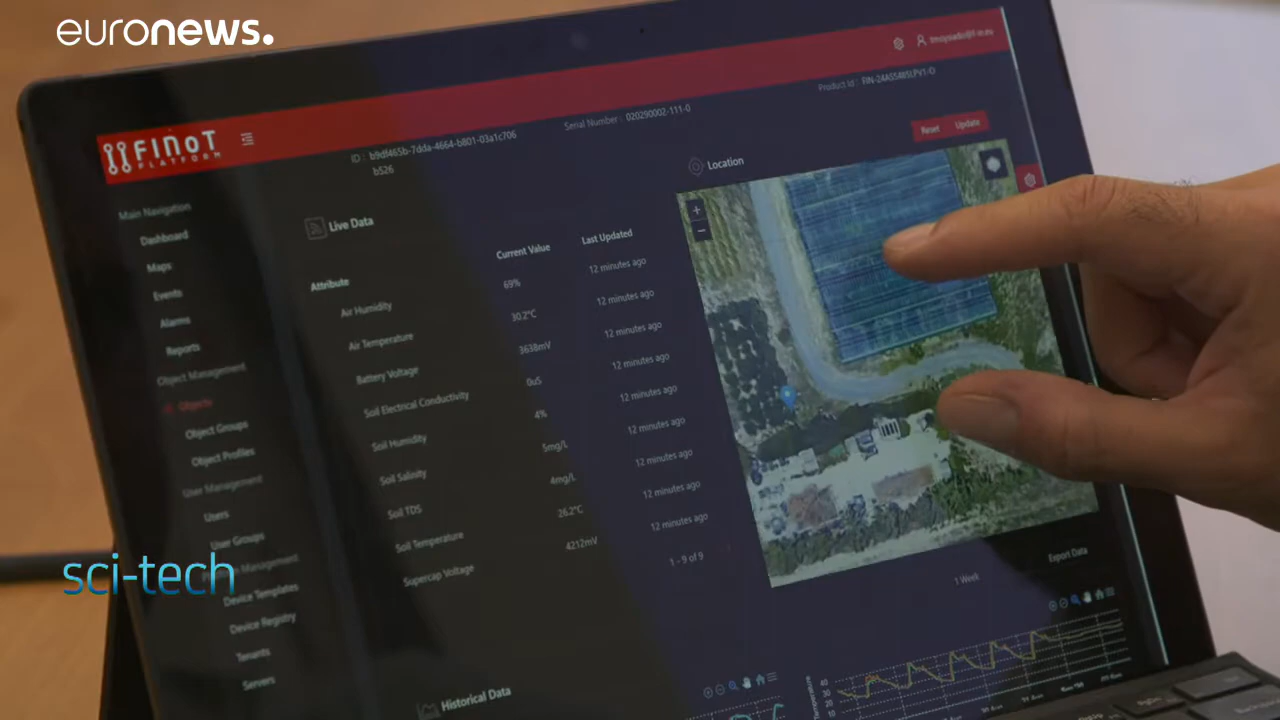 euronews.
FINoT
PLATFORM
ID : b9df465b-7dda-4664-b801-03a1c706
b526
Serial Number : 020290002-111-0
Product Id :
Reset
Update
Main Navigation
Dashboard
Maps
Events
Alarms
Reports
Object Management
Objects
Object Groups
Object Profiles
User Management
Users
User Groups
Management
Device Templates
Device Registry
Tenants
Servers
Live Data
Attribute Current Value Last Updated
Air Humidity 69% 12 minutes ago
Air Temperature 30.2°C 12 minutes ago
Battery Voltage 3638mV 12 minutes ago
Soil Electrical Conductivity 0uS 12 minutes ago
Soil Humidity 4% 12 minutes ago
Soil Salinity 5mg/L 12 minutes ago
Soil TDS 4mg/L 12 minutes ago
Soil Temperature 26.2°C 12 minutes ago
Supercap Voltage 4212mV 12 minutes ago
1 - 9 of 9
Location
+
−
1 Week
Export Data
Historical Data
sci-tech